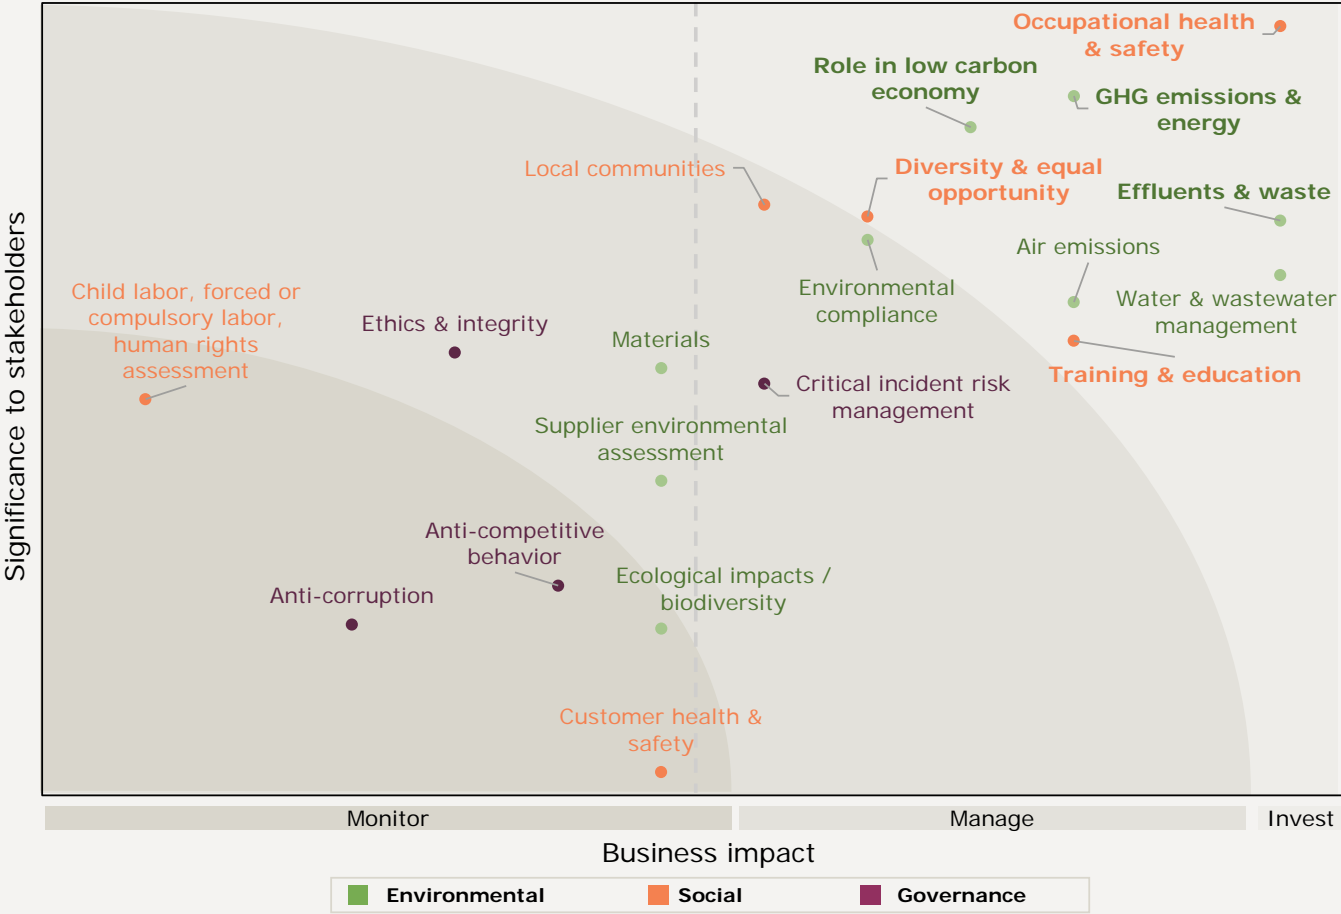 Occupational health
& safety
Role in low carbon
economy
GHG emissions &
energy
Local communities
Diversity & equal
opportunity
Effluents & waste
Air emissions
Environmental
compliance
Water & wastewater
management
Child labor, forced or
compulsory labor,
human rights
assessment
Ethics & integrity
Materials
Training & education
Critical incident risk
management
Supplier environmental
assessment
Anti-competitive
behavior
Ecological impacts /
biodiversity
Anti-corruption
Customer health &
safety
Significance to stakeholders
Monitor
Manage
Invest
Business impact
Environmental
Social
Governance